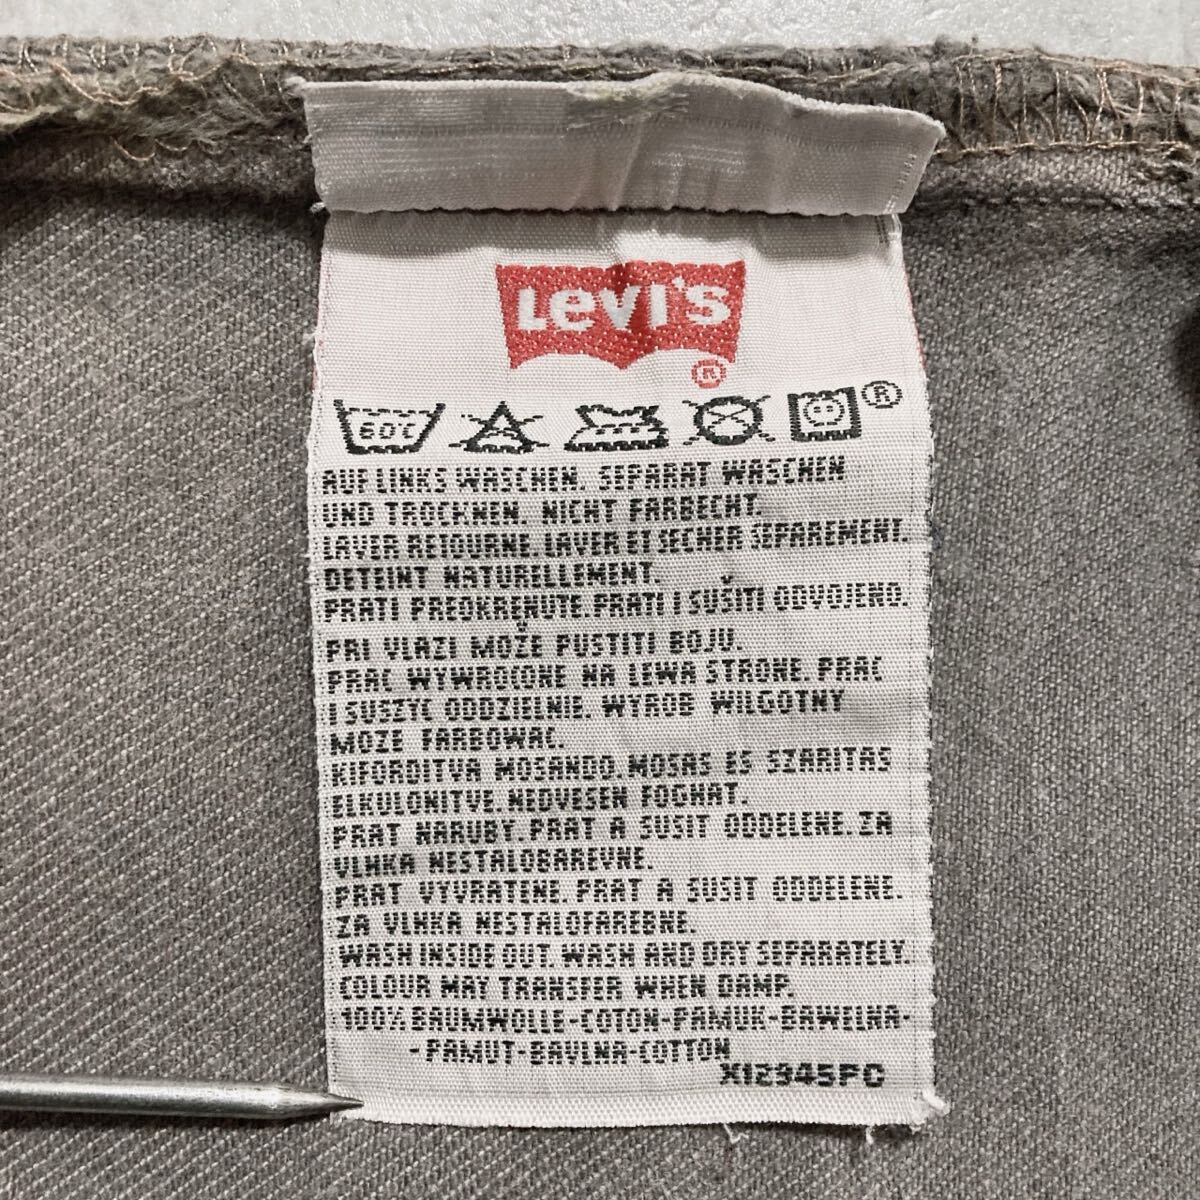 Levi's
®
60°C ®
AUF LINKS WASCHEN. SEPARAT WASCHEN
UND TROCKNEN. NICHT FARBECHT.
LAVER RETOURNE. LAVER ET SECHER SEPAREMENT.
DETEINT NATURELLEMENT.
PRATI PREOKRENUTE. PRATI I SUŠITI ODVOJENO.
PRI VLAZI MOŽE PUSTITI BOJU.
PRAC WYWROCONE NA LEWA STRONE. PRAC
I SUSZYC ODDZIELNIE. WYROB WILGOTNY
MOZE FARBOWAC.
KIFORDITVA MOSANDO. MOSAS ES SZARITAS
ELKULONITVE. NEDVESEN FOGHAT.
PRAT NARUBY. PRAT A SUSIT ODDELENE. ZA
VLHKA NESTALOBAREVNE.
PRAT VYVRATENE. PRAT A SUSIT ODDELENE.
ZA VLHKA NESTALOFAREBNE.
WASH INSIDE OUT. WASH AND DRY SEPARATELY.
COLOUR MAY TRANSFER WHEN DAMP.
100% BAUMWOLLE-COTON-PAMUK-BAWELNA-
-PAMUT-BAVLNA-COTTON
X12945PC